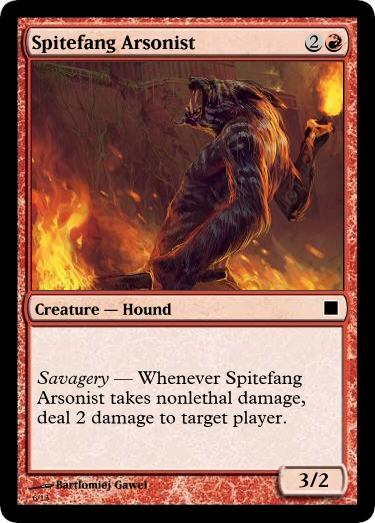 Spitefang Arsonist 2
Creature — Hound
Savagery — Whenever Spitefang
Arsonist takes nonlethal damage,
deal 2 damage to target player.
Bartlomiej Gawel
3/2